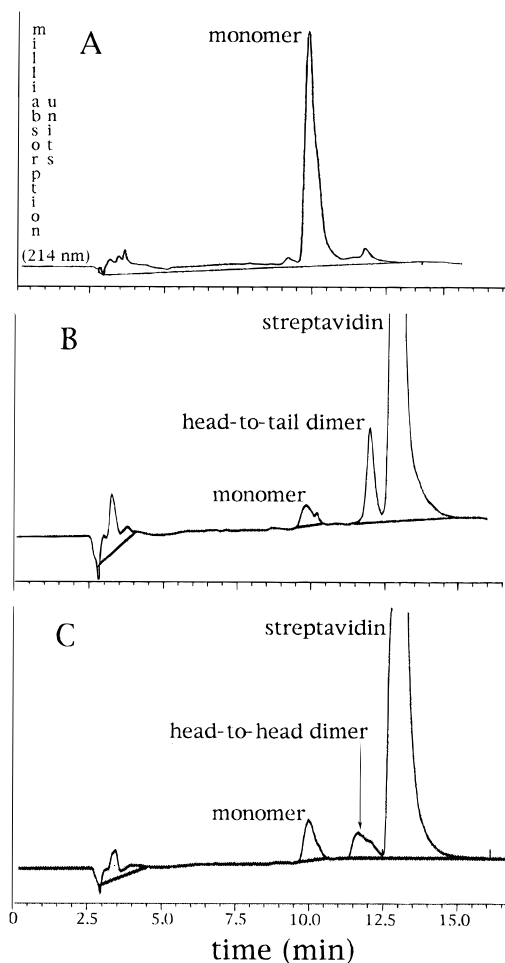 A
monomer
milliabsorption
units
(214 nm)
B
streptavidin
head-to-tail dimer
monomer
C
streptavidin
head-to-head dimer
monomer
0 2.5 5.0 7.5 10.0 12.5 15.0
time (min)